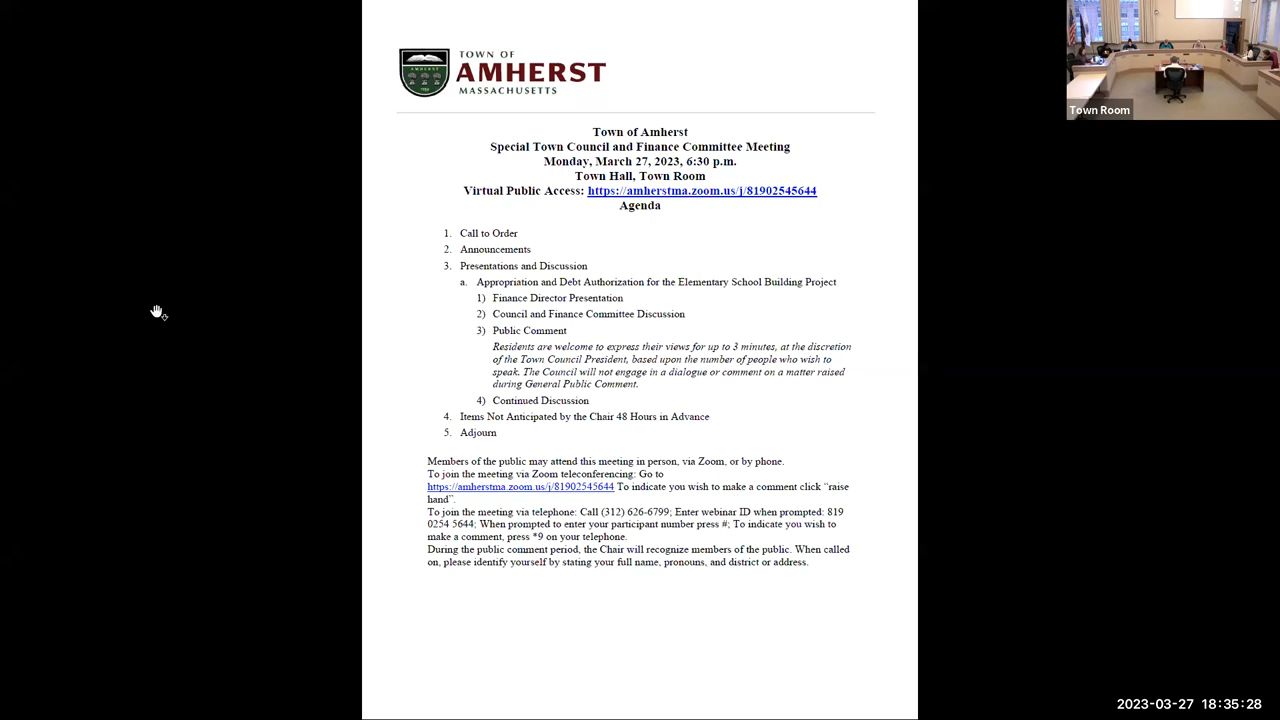 TOWN OF
AMHERST
MASSACHUSETTS
Town Room
Town of Amherst
Special Town Council and Finance Committee Meeting
Monday, March 27, 2023, 6:30 p.m.
Town Hall, Town Room
Virtual Public Access: https://amherstma.zoom.us/j/81902545644
Agenda
1. Call to Order
2. Announcements
3. Presentations and Discussion
a. Appropriation and Debt Authorization for the Elementary School Building Project
1) Finance Director Presentation
2) Council and Finance Committee Discussion
3) Public Comment
Residents are welcome to express their views for up to 3 minutes, at the discretion
of the Town Council President, based upon the number of people who wish to
speak. The Council will not engage in a dialogue or comment on a matter raised
during General Public Comment.
4) Continued Discussion
4. Items Not Anticipated by the Chair 48 Hours in Advance
5. Adjourn
Members of the public may attend this meeting in person, via Zoom, or by phone.
To join the meeting via Zoom teleconferencing: Go to
https://amherstma.zoom.us/j/81902545644 To indicate you wish to make a comment click “raise
hand”.
To join the meeting via telephone: Call (312) 626-6799; Enter webinar ID when prompted: 819
0254 5644; When prompted to enter your participant number press #; To indicate you wish to
make a comment, press *9 on your telephone.
During the public comment period, the Chair will recognize members of the public. When called
on, please identify yourself by stating your full name, pronouns, and district or address.
2023-03-27 18:35:28